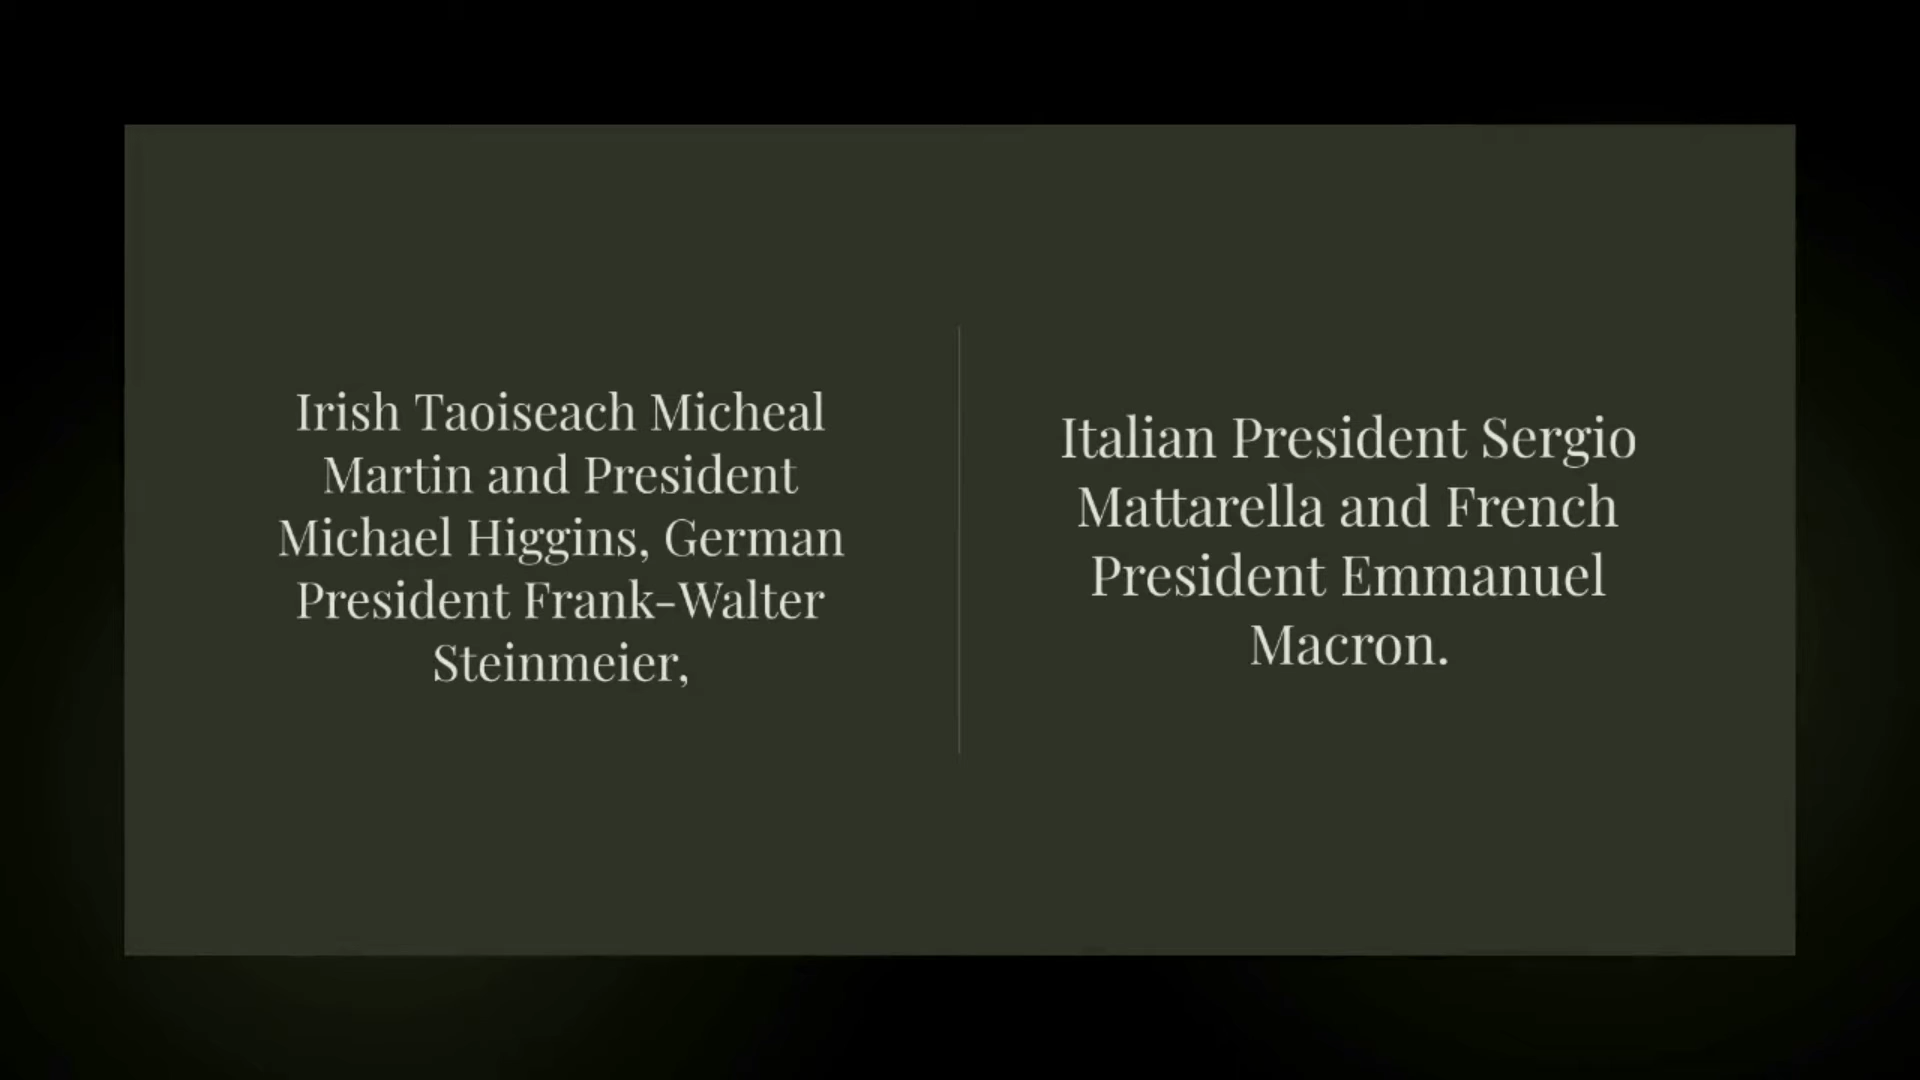 Irish Taoiseach Micheal
Martin and President
Michael Higgins, German
President Frank-Walter
Steinmeier,
Italian President Sergio
Mattarella and French
President Emmanuel
Macron.